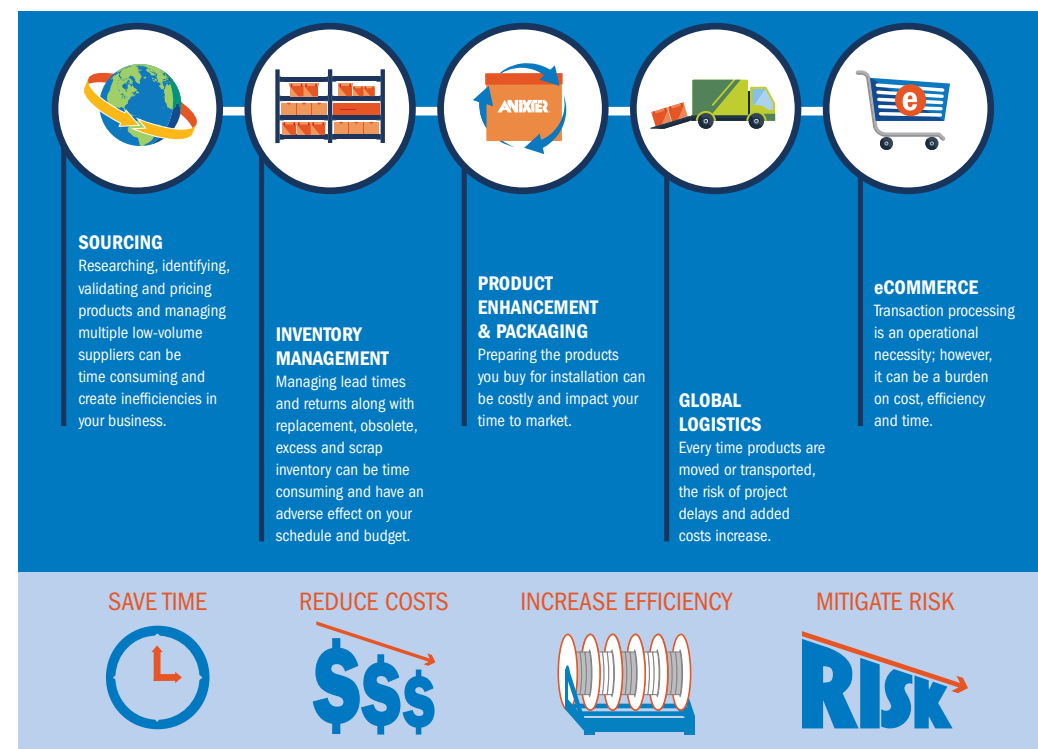 ANIXTER
e
SOURCING
Researching, identifying,
validating and pricing
products and managing
multiple low-volume
suppliers can be
time consuming and
create inefficiencies in
your business.
INVENTORY
MANAGEMENT
Managing lead times
and returns along with
replacement, obsolete,
excess and scrap
inventory can be time
consuming and have an
adverse effect on your
schedule and budget.
PRODUCT
ENHANCEMENT
& PACKAGING
Preparing the products
you buy for installation can
be costly and impact your
time to market.
GLOBAL
LOGISTICS
Every time products are
moved or transported,
the risk of project
delays and added
costs increase.
eCOMMERCE
Transaction processing
is an operational
necessity; however,
it can be a burden
on cost, efficiency
and time.
SAVE TIME
REDUCE COSTS
INCREASE EFFICIENCY
MITIGATE RISK
$$$
RISK